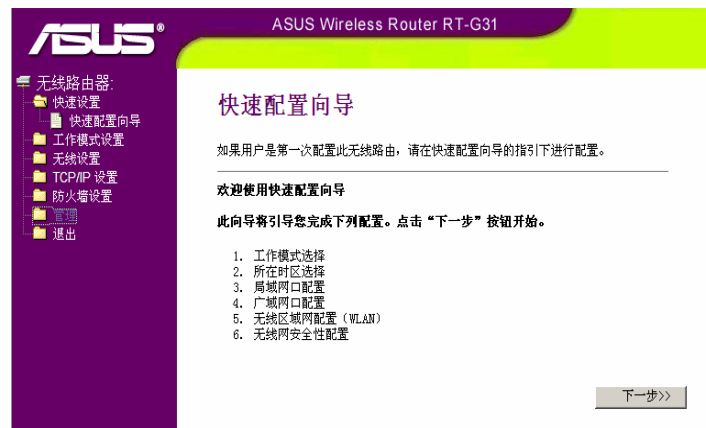 ASUS®
ASUS Wireless Router RT-G31
无线路由器:
快速设置
快速配置向导
工作模式设置
无线设置
TCP/IP 设置
防火墙设置
管理
退出
快速配置向导
如果用户是第一次配置此无线路由，请在快速配置向导的指引下进行配置。
欢迎使用快速配置向导
此向导将引导您完成下列配置。点击“下一步”按钮开始。
1. 工作模式选择
2. 所在时区选择
3. 局域网口配置
4. 广域网口配置
5. 无线区域网配置（WLAN）
6. 无线网安全性配置
下一步>>